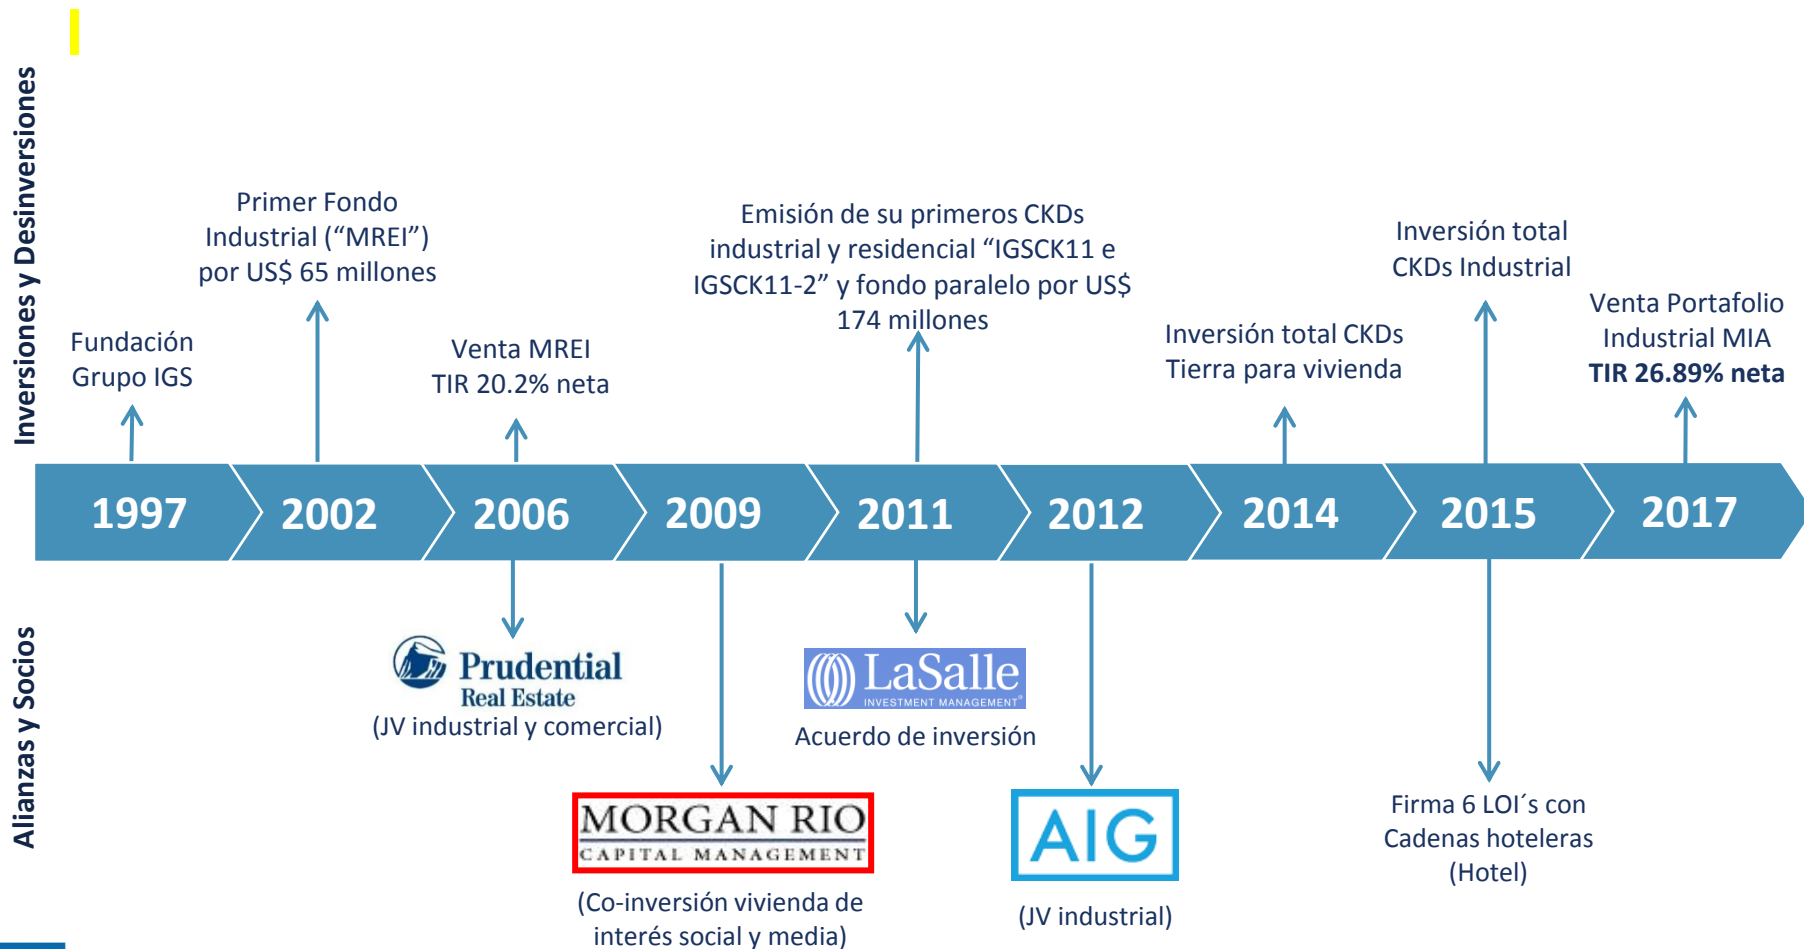 Inversiones y Desinversiones
Fundación
Grupo IGS
Primer Fondo
Industrial (“MREI”)
por US$ 65 millones
Venta MREI
TIR 20.2% neta
Emisión de su primeros CKDs
industrial y residencial “IGSCK11 e
IGSCK11-2” y fondo paralelo por US$
174 millones
Inversión total CKDs
Tierra para vivienda
Inversión total
CKDs Industrial
Venta Portafolio
Industrial MIA
TIR 26.89% neta
1997
2002
2006
2009
2011
2012
2014
2015
2017
Alianzas y Socios
Prudential
Real Estate
(JV industrial y comercial)
MORGAN RIO
CAPITAL MANAGEMENT
(Co-inversión vivienda de
interés social y media)
LaSalle
INVESTMENT MANAGEMENT®
Acuerdo de inversión
AIG
(JV industrial)
Firma 6 LOI´s con
Cadenas hoteleras
(Hotel)